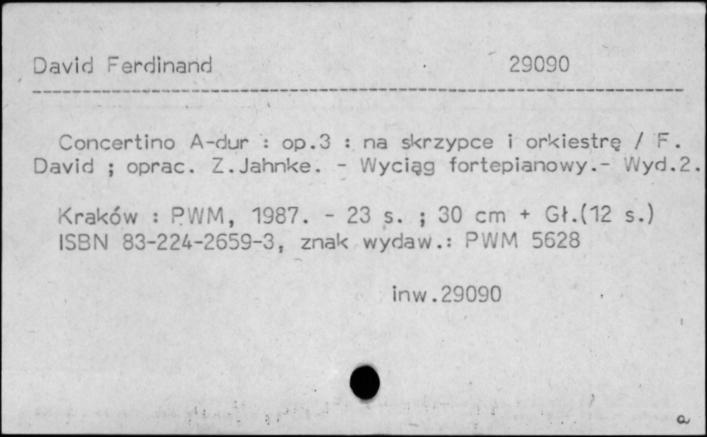 David Ferdinand 29090
Concertino A-dur : op.3 : na skrzypce i orkiestrę / F.
David ; oprac. Z.Jahnke. - Wyciąg fortepianowy.- Wyd.2.
Kraków : PWM, 1987. - 23 s. ; 30 cm + Gł.(12 s.)
ISBN 83-224-2659-3, znak wydaw.: PWM 5628
inw.29090
a